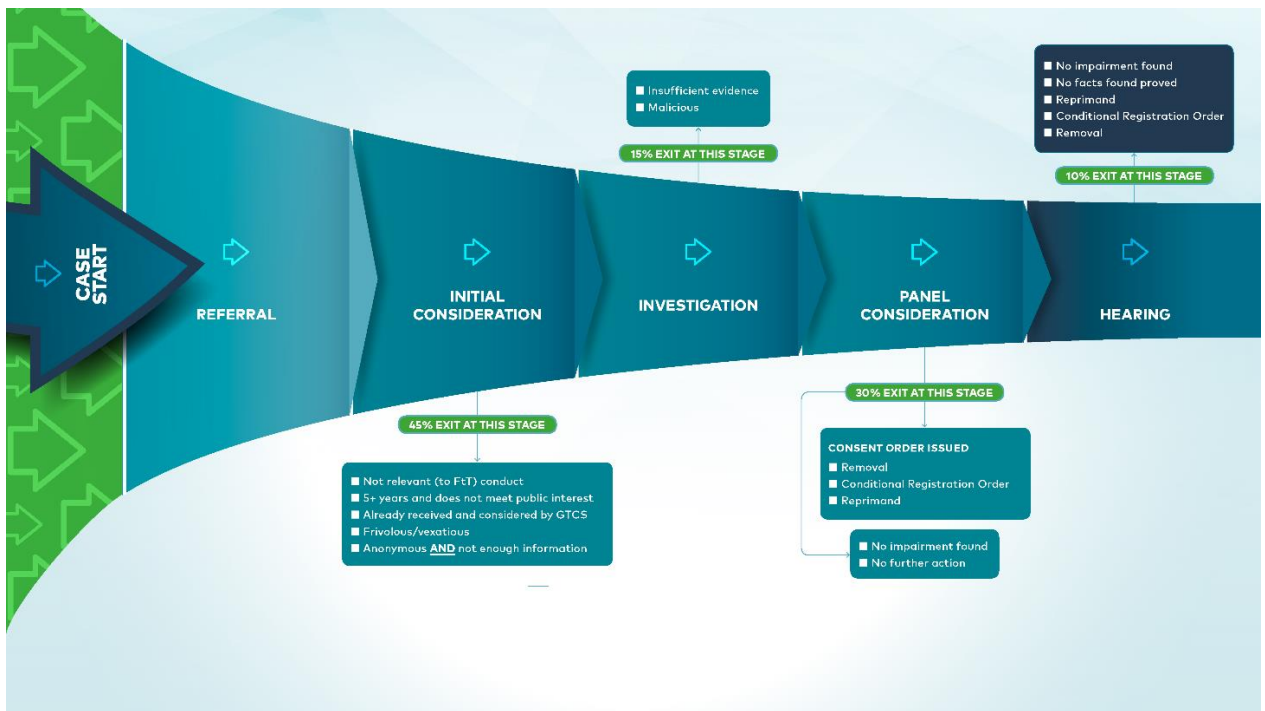 CASE
START
REFERRAL
INITIAL
CONSIDERATION
45% EXIT AT THIS STAGE
Not relevant (to FtT) conduct
5+ years and does not meet public interest
Already received and considered by GTCS
Frivolous/vexatious
Anonymous AND not enough information
INVESTIGATION
15% EXIT AT THIS STAGE
Insufficient evidence
Malicious
PANEL
CONSIDERATION
30% EXIT AT THIS STAGE
CONSENT ORDER ISSUED
Removal
Conditional Registration Order
Reprimand
No impairment found
No further action
HEARING
10% EXIT AT THIS STAGE
No impairment found
No facts found proved
Reprimand
Conditional Registration Order
Removal